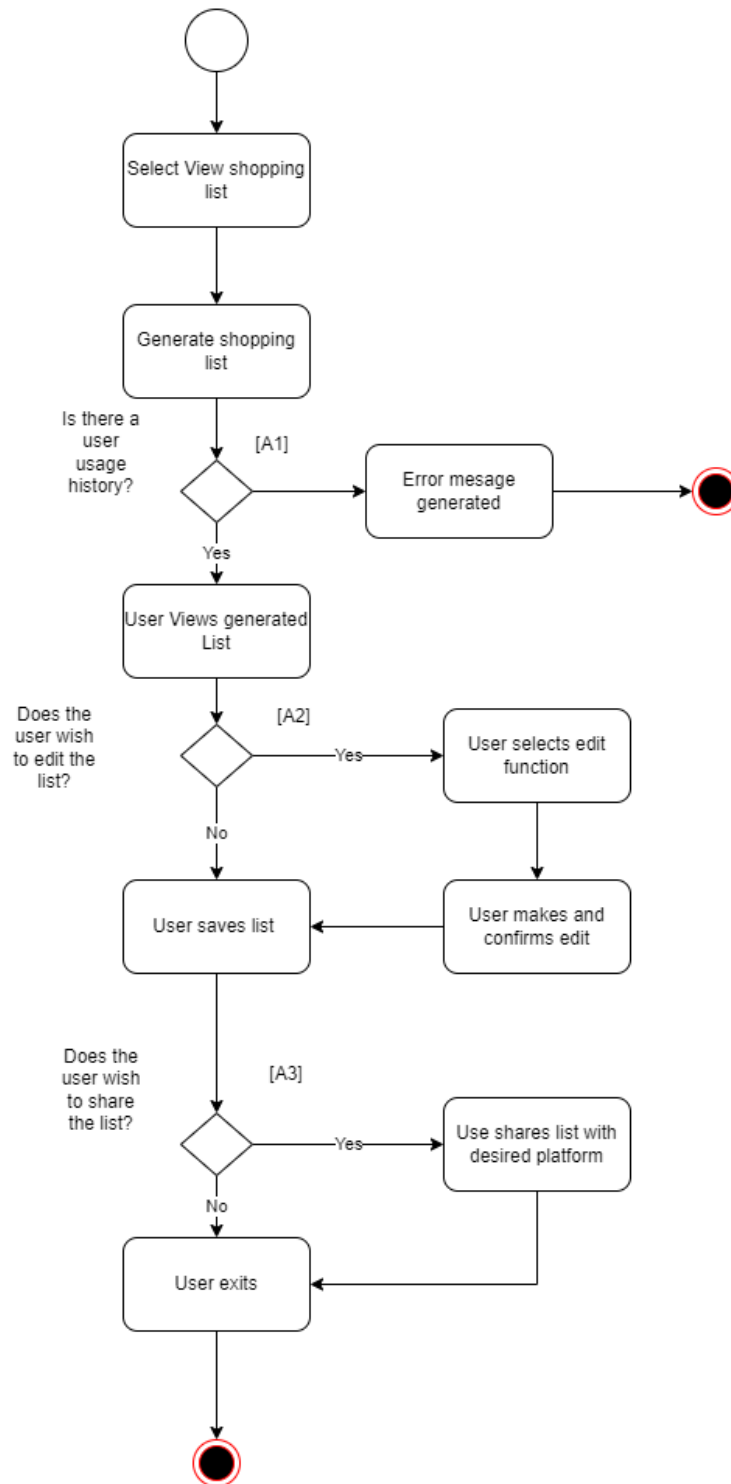 Select View shopping
list
Generate shopping
list
Is there a
user
usage
history?
[A1]
Error mesage
generated
Yes
User Views generated
List
Does the
user wish
to edit the
list?
[A2]
Yes
User selects edit
function
No
User saves list
User makes and
confirms edit
Does the
user wish
to share
the list?
[A3]
Yes
Use shares list with
desired platform
No
User exits